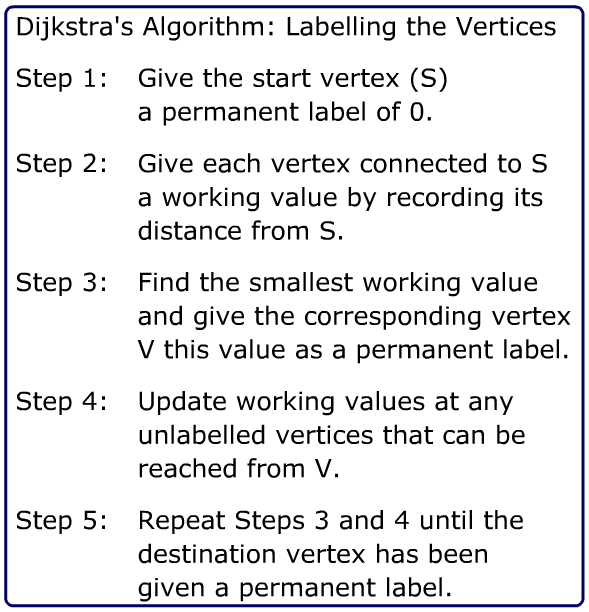 Dijkstra's Algorithm: Labelling the Vertices
Step 1: Give the start vertex (S)
a permanent label of 0.
Step 2: Give each vertex connected to S
a working value by recording its
distance from S.
Step 3: Find the smallest working value
and give the corresponding vertex
V this value as a permanent label.
Step 4: Update working values at any
unlabelled vertices that can be
reached from V.
Step 5: Repeat Steps 3 and 4 until the
destination vertex has been
given a permanent label.